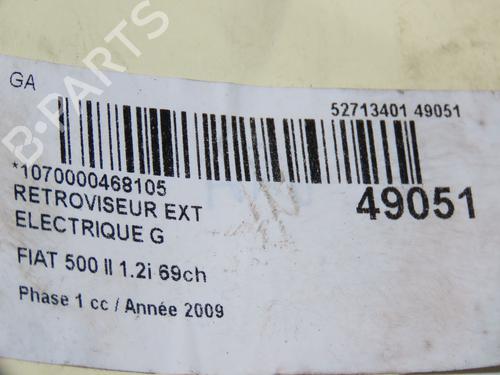 GA
52713401 49051
*1070000468105
RETROVISEUR EXT
ELECTRIQUE G
49051
FIAT 500 II 1.2i 69ch
Phase 1 cc / Année 2009
B-PARTS